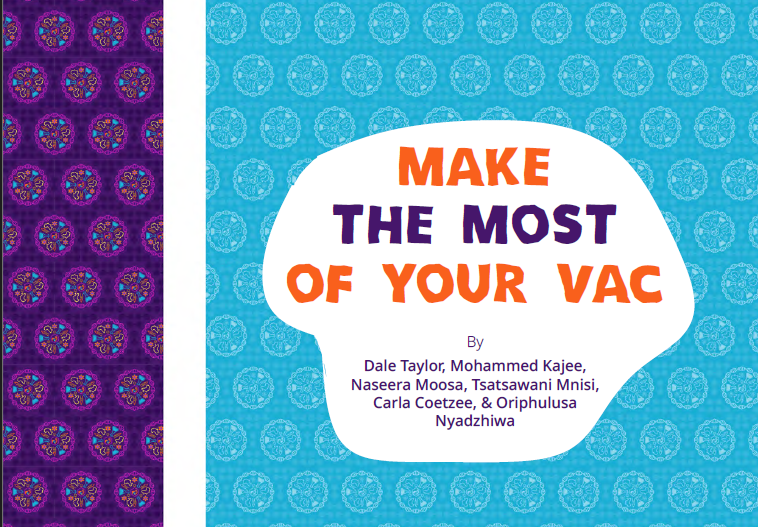 MAKE
THE MOST
OF YOUR VAC
By
Dale Taylor, Mohammed Kajee,
Naseera Moosa, Tsatsawani Mnisi,
Carla Coetzee, & Oriphulusa
Nyadzhiwa